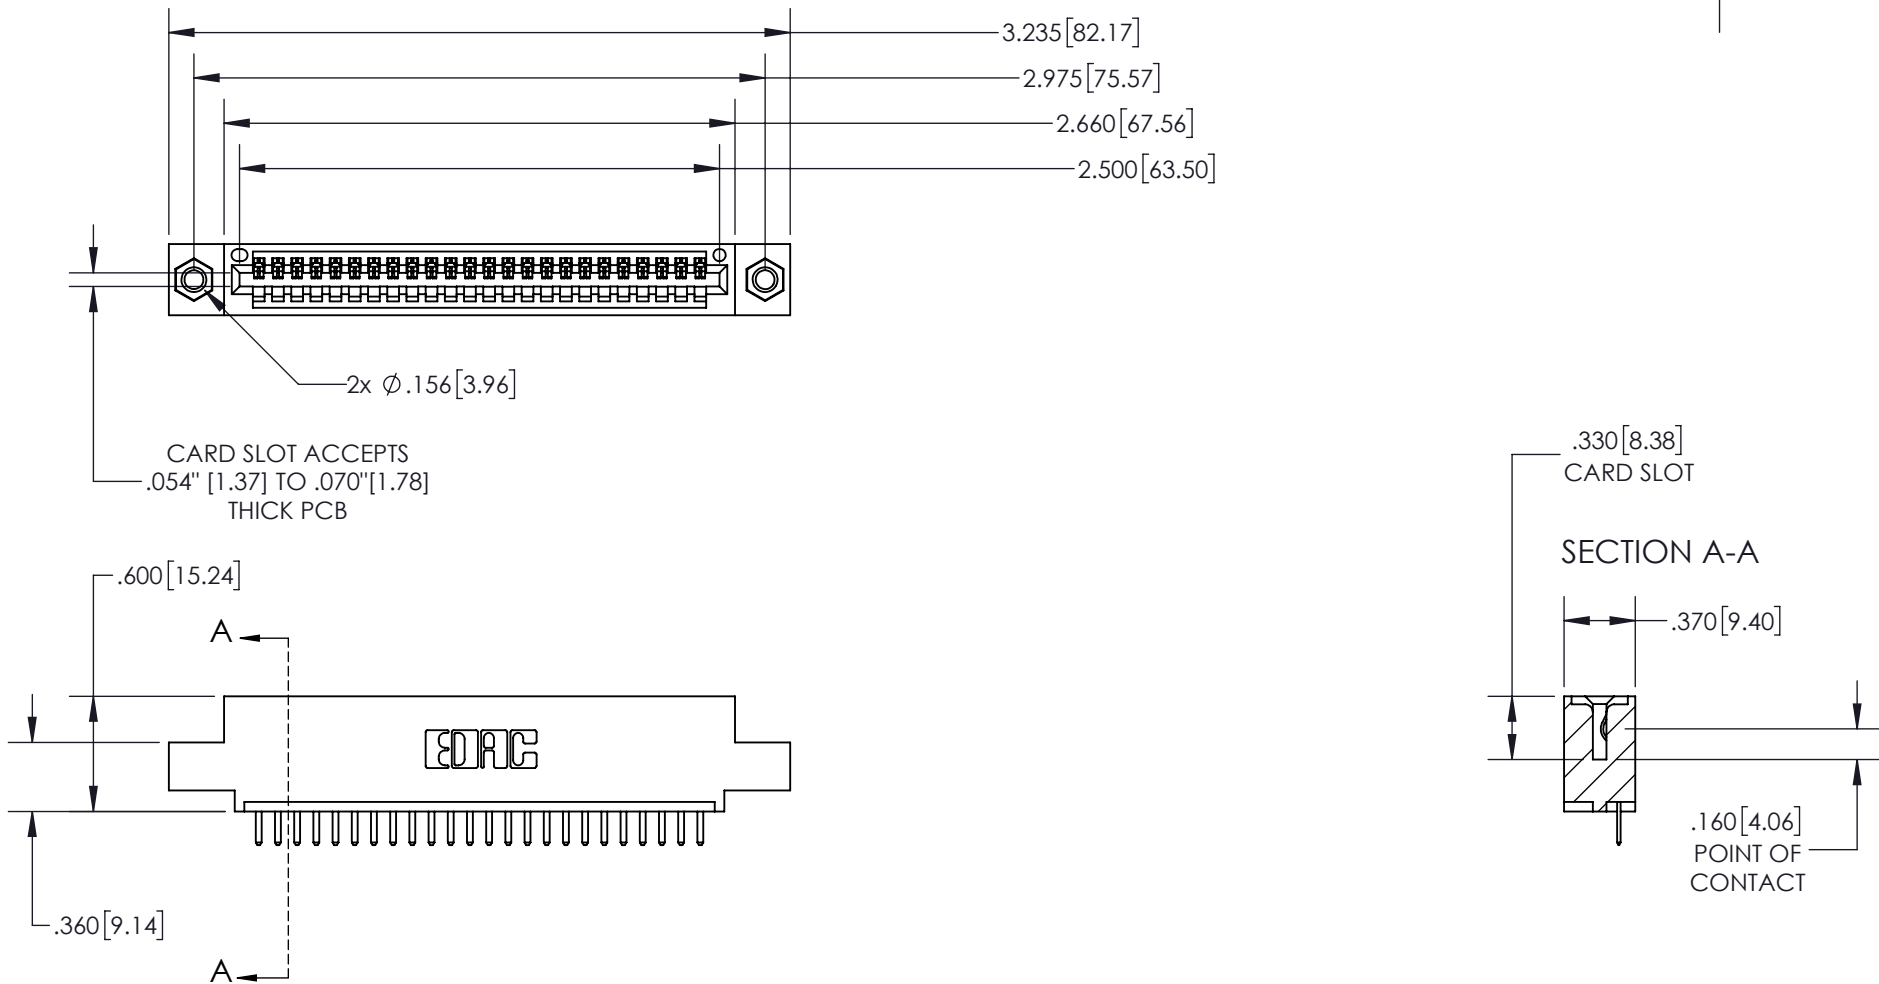 3.235[82.17]
2.975[75.57]
2.660[67.56]
2.500[63.50]
2x Ø.156[3.96]
CARD SLOT ACCEPTS
.054" [1.37] TO .070"[1.78]
THICK PCB
.330[8.38]
CARD SLOT
SECTION A-A
.600[15.24]
.370[9.40]
A
EDAC
.160[4.06]
POINT OF
CONTACT
.360[9.14]
A